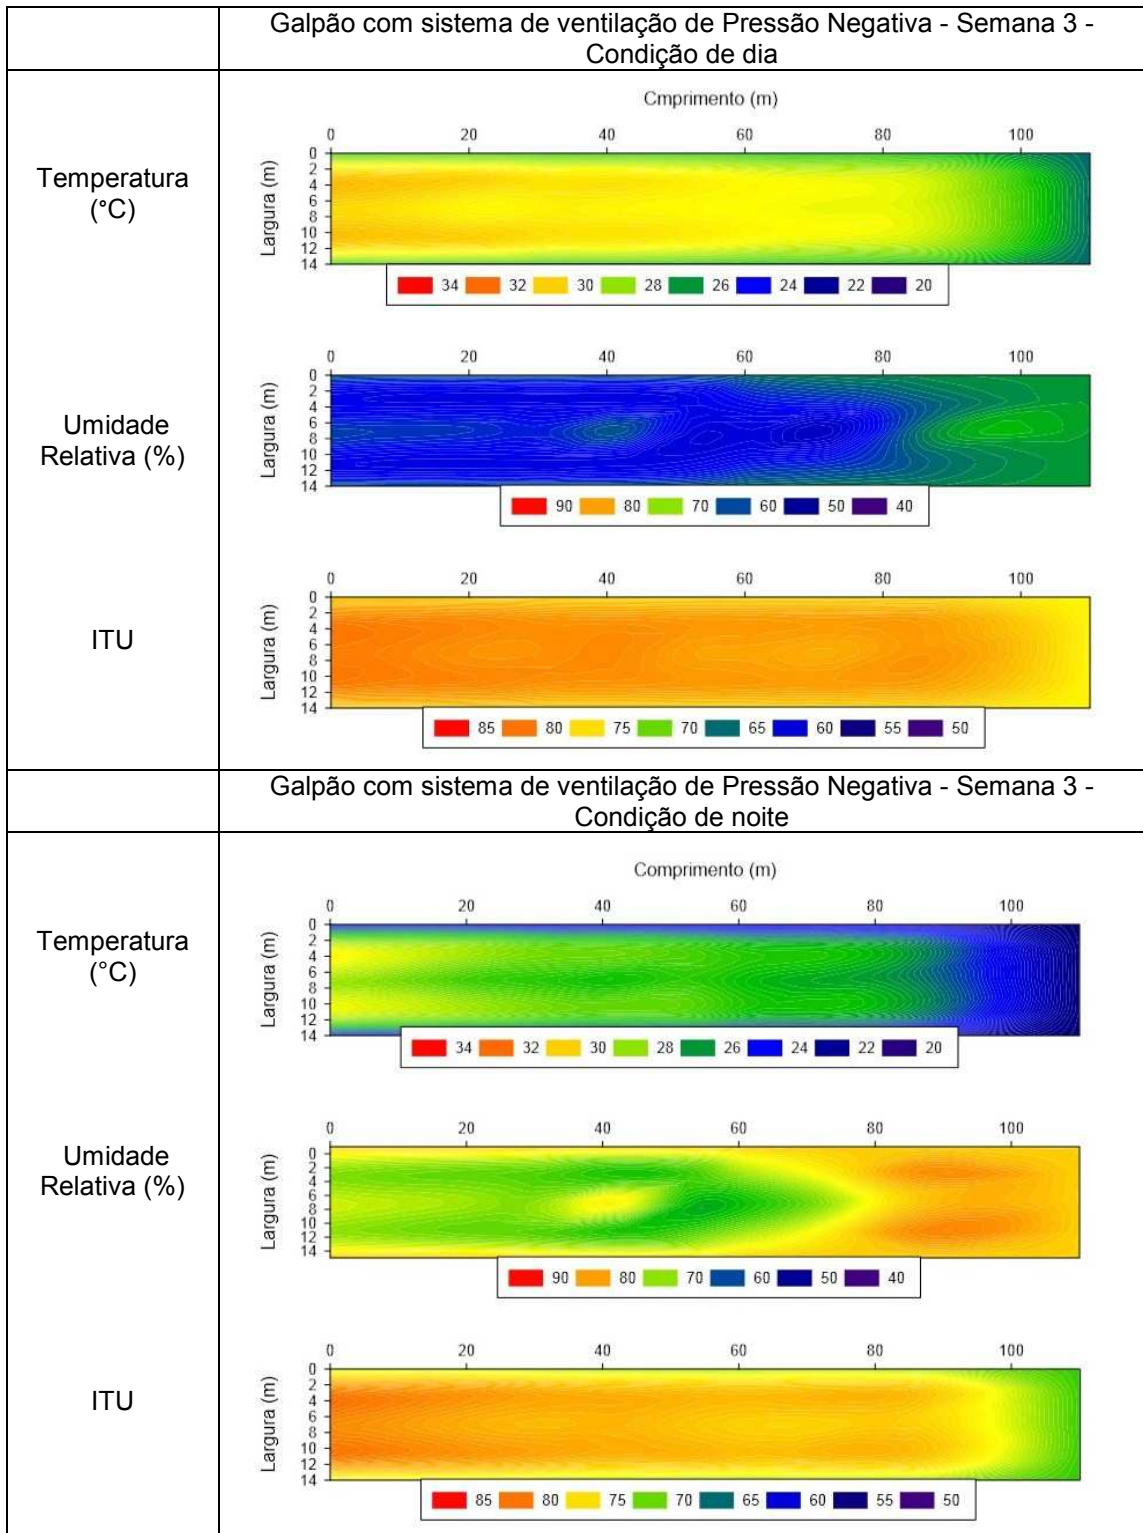 Galpão com sistema de ventilação de Pressão Negativa - Semana 3 -
Condição de dia
Temperatura
(°C)
Cmprimento (m)
0 20 40 60 80 100
Largura (m)
0
2
4
6
8
10
12
14
34 32 30 28 26 24 22 20
Umidade
Relativa (%)
0 20 40 60 80 100
Largura (m)
0
2
4
6
8
10
12
14
90 80 70 60 50 40
ITU
0 20 40 60 80 100
Largura (m)
0
2
4
6
8
10
12
14
85 80 75 70 65 60 55 50
Galpão com sistema de ventilação de Pressão Negativa - Semana 3 -
Condição de noite
Temperatura
(°C)
Comprimento (m)
0 20 40 60 80 100
Largura (m)
0
2
4
6
8
10
12
14
34 32 30 28 26 24 22 20
Umidade
Relativa (%)
0 20 40 60 80 100
Largura (m)
0
2
4
6
8
10
12
14
90 80 70 60 50 40
ITU
0 20 40 60 80 100
Largura (m)
0
2
4
6
8
10
12
14
85 80 75 70 65 60 55 50